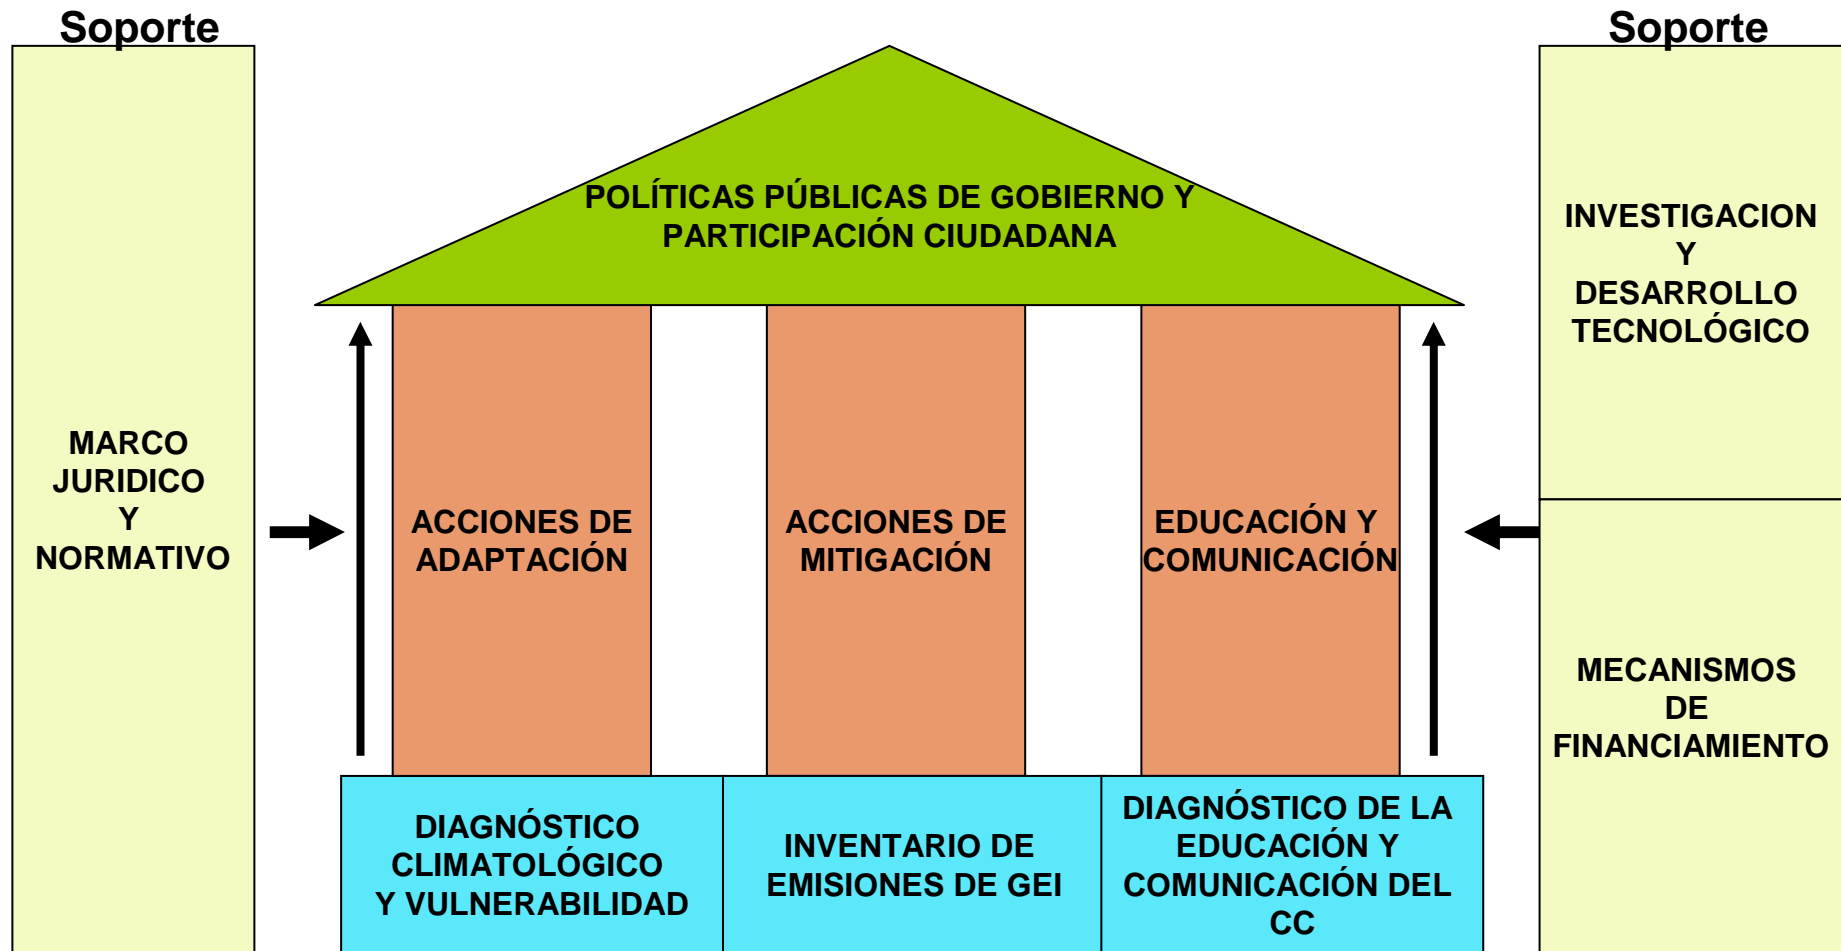 Soporte
MARCO
JURIDICO
Y
NORMATIVO
POLÍTICAS PÚBLICAS DE GOBIERNO Y
PARTICIPACIÓN CIUDADANA
ACCIONES DE
ADAPTACIÓN
ACCIONES DE
MITIGACIÓN
EDUCACIÓN Y
COMUNICACIÓN
DIAGNÓSTICO
CLIMATOLÓGICO
Y VULNERABILIDAD
INVENTARIO DE
EMISIONES DE GEI
DIAGNÓSTICO DE LA
EDUCACIÓN Y
COMUNICACIÓN DEL
CC
Soporte
INVESTIGACION
Y
DESARROLLO
TECNOLÓGICO
MECANISMOS
DE
FINANCIAMIENTO